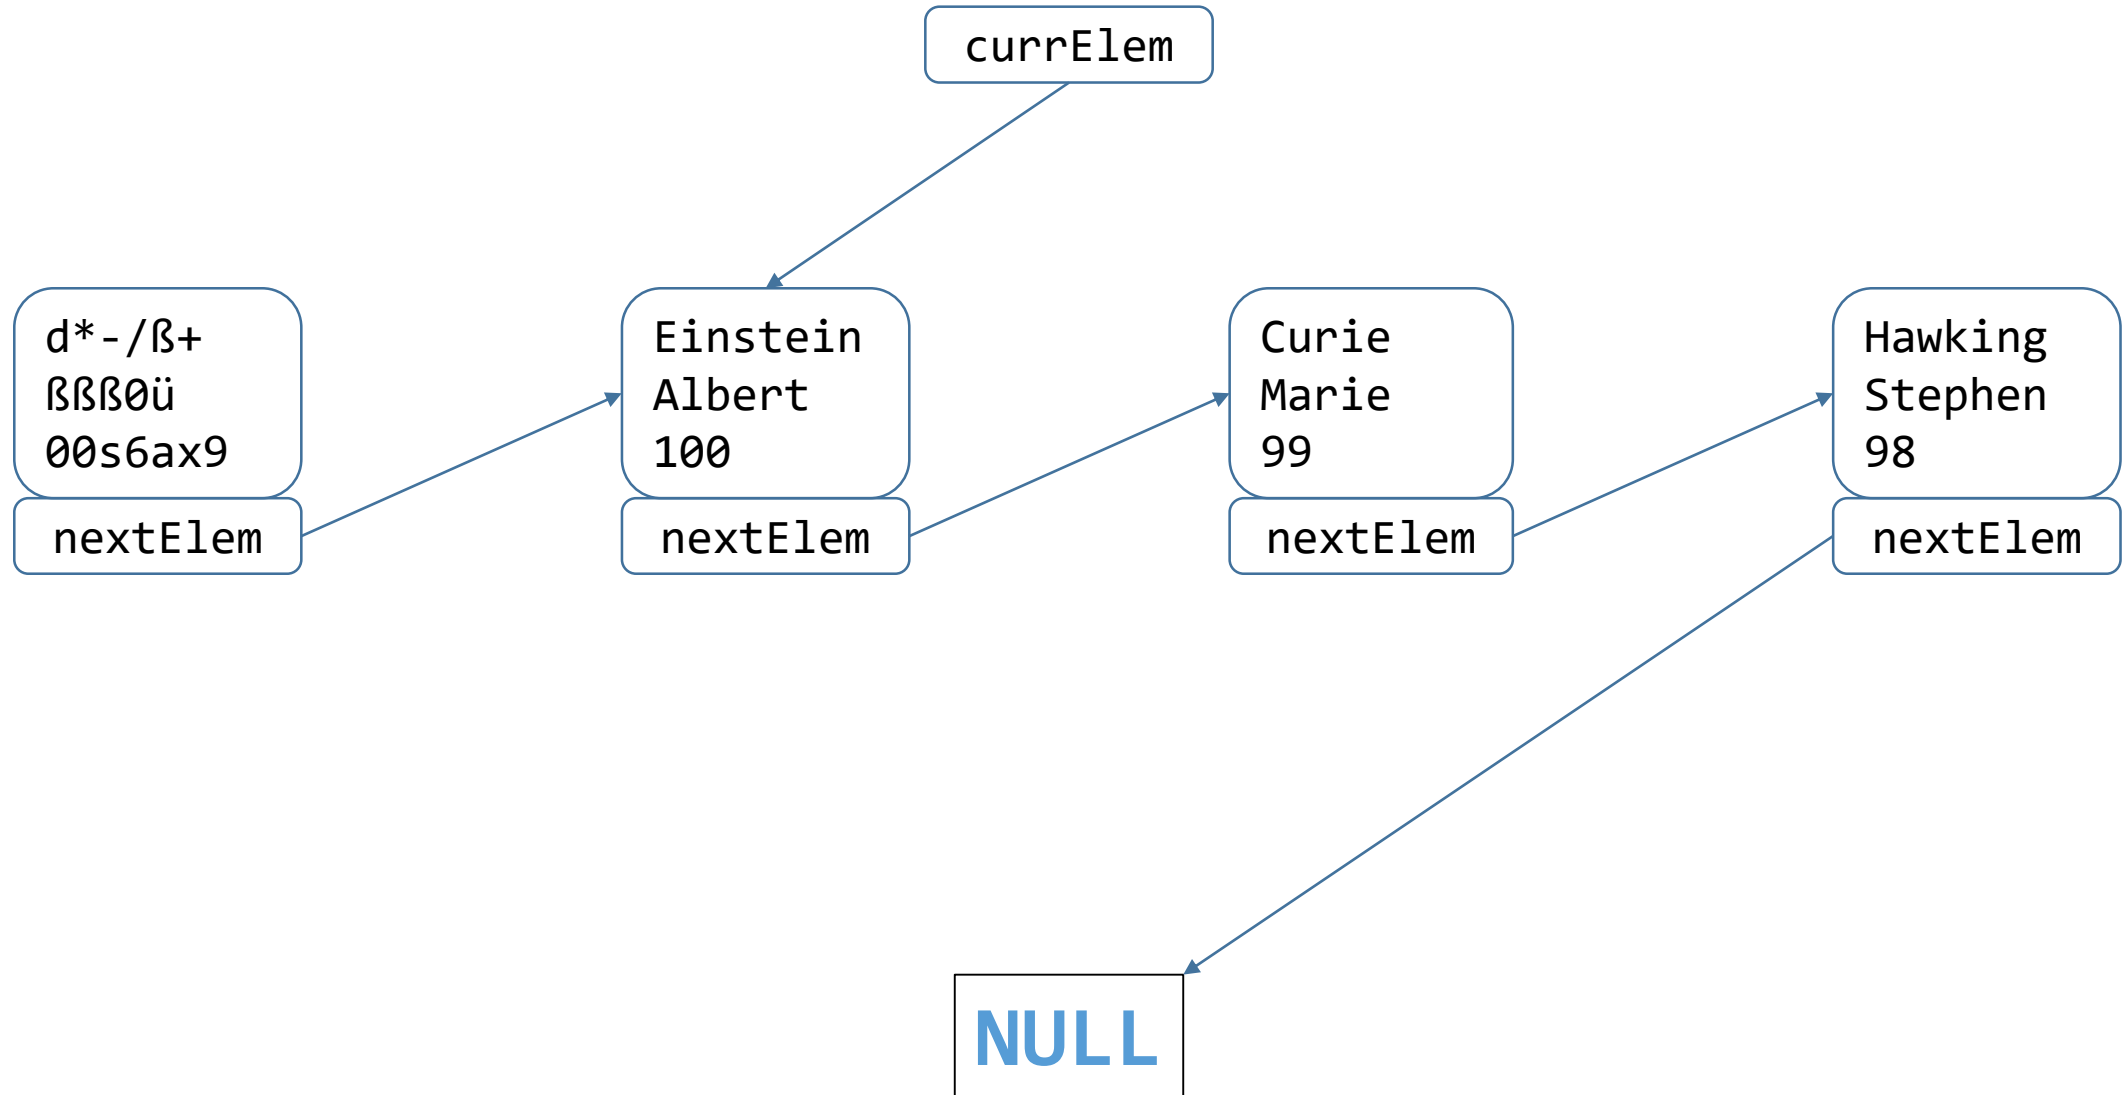 currElem
d*-/ß+
ßßß0ü
00s6ax9
nextElem
Einstein
Albert
100
nextElem
Curie
Marie
99
nextElem
Hawking
Stephen
98
nextElem
NULL